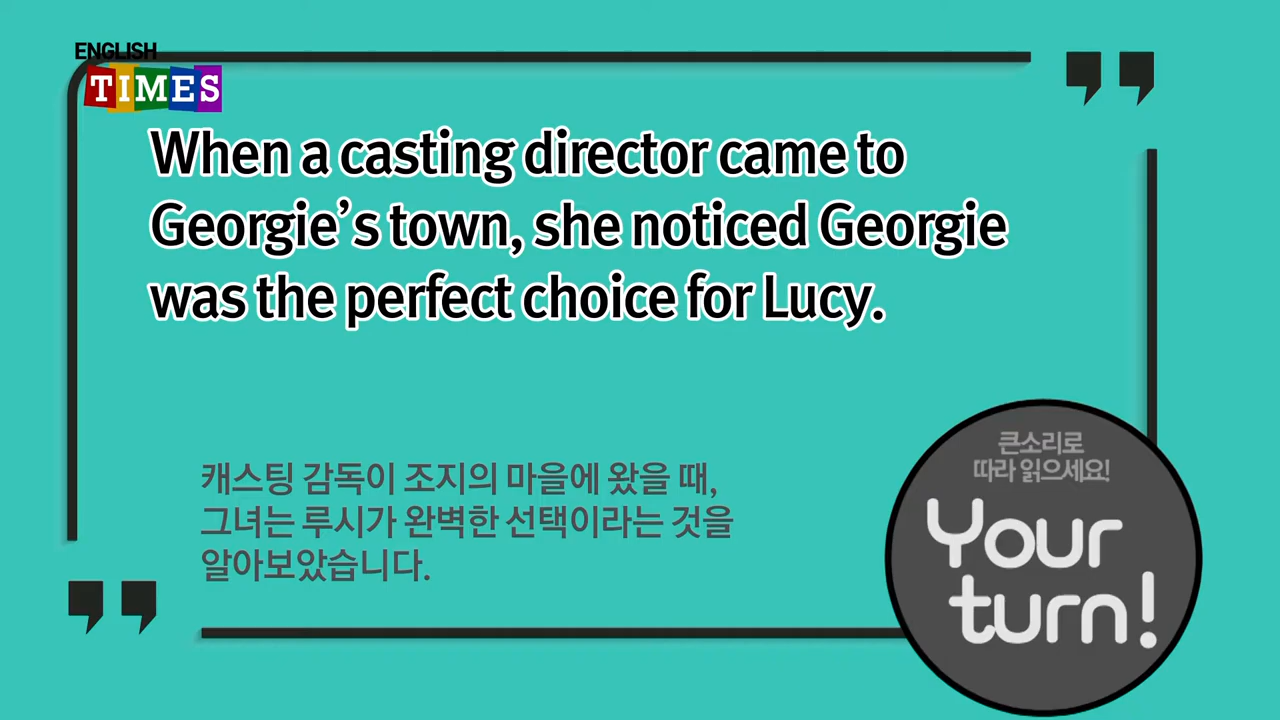 ENGLISH
TIMES
When a casting director came to
Georgie’s town, she noticed Georgie
was the perfect choice for Lucy.
캐스팅 감독이 조지의 마을에 왔을 때,
그녀는 루시가 완벽한 선택이라는 것을
알아보았습니다.
큰소리로
따라 읽으세요!
Your
turn!